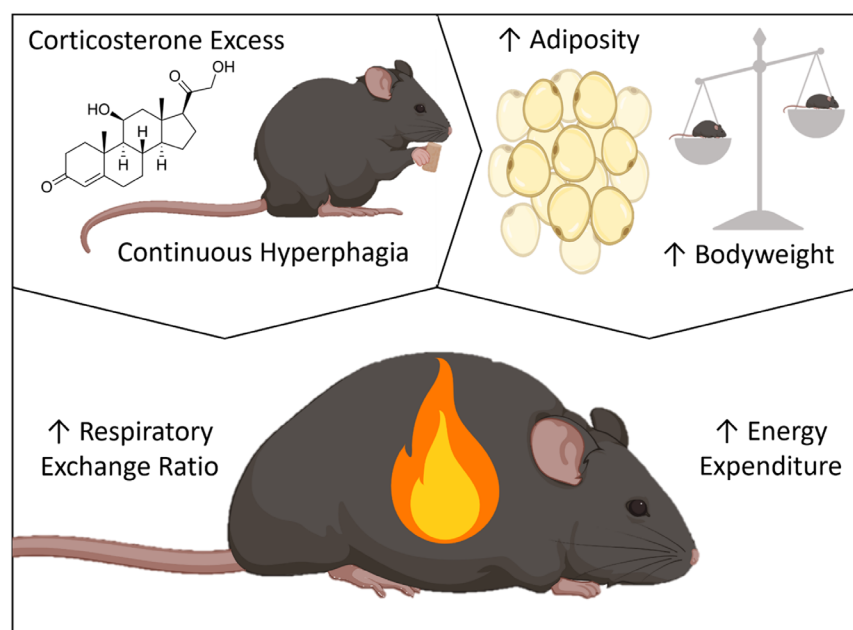 Corticosterone Excess
OH
O
HO
H
H
H
O
Continuous Hyperphagia
↑ Adiposity
↑ Bodyweight
↑ Respiratory
Exchange Ratio
↑ Energy
Expenditure